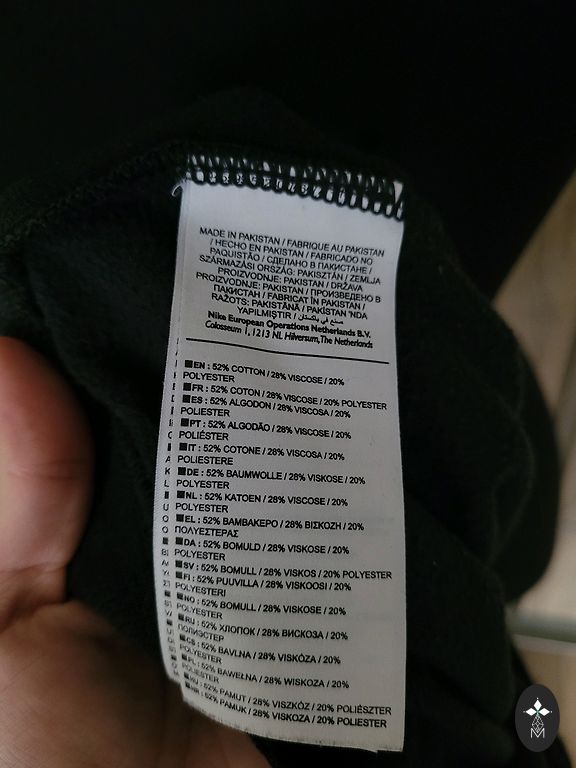 MADE IN PAKISTAN / FABRIQUE AU PAKISTAN
/ HECHO EN PAKISTAN / FABRICADO NO
PAQUISTÃO / СДЕЛАНО В ПАКИСТАНЕ /
SZÁRMAZÁSI ORSZÁG: PAKISZTÁN / ZEMLJA
PROIZVODNJE: PAKISTAN / DRŽAVA
PROIZVODNJE: PAKISTAN / ПРОИЗВЕДЕНО В
ПАКИСТАН / FABRICAT ÎN PAKISTAN /
RAŽOTS: PAKISTĀNĀ / PAKISTAN 'NDA
YAPILMIŞTIR / صنع في باكستان
Nike European Operations Netherlands B.V.
Colosseum 1, 1213 NL Hilversum, The Netherlands
EN : 52% COTTON / 28% VISCOSE / 20%
POLYESTER
FR : 52% COTON / 28% VISCOSE / 20% POLYESTER
ES : 52% ALGODON / 28% VISCOSA / 20%
POLIESTER
PT : 52% ALGODÃO / 28% VISCOSE / 20%
POLIÉSTER
IT : 52% COTONE / 28% VISCOSA / 20%
POLIESTERE
DE : 52% BAUMWOLLE / 28% VISKOSE / 20%
POLYESTER
NL : 52% KATOEN / 28% VISCOSE / 20%
POLYESTER
EL : 52% ΒΑΜΒΑΚΕΡΟ / 28% ΒΙΣΚΟΖΗ / 20%
ΠΟΛΥΕΣΤΕΡΑΣ
DA : 52% BOMULD / 28% VISKOSE / 20%
POLYESTER
SV : 52% BOMULL / 28% VISKOS / 20% POLYESTER
FI : 52% PUUVILLA / 28% VISKOOSI / 20%
POLYESTERI
NO : 52% BOMULL / 28% VISKOSE / 20%
POLYESTER
RU : 52% ХЛОПОК / 28% ВИСКОЗА / 20%
ПОЛИЭСТЕР
CS : 52% BAVLNA / 28% VISKÓZA / 20%
POLYESTER
PL : 52% BAWEŁNA / 28% WISKOZA / 20%
POLIESTER
HU : 52% PAMUT / 28% VISZKÓZ / 20% POLIÉSZTER
HR : 52% PAMUK / 28% VISKOZA / 20% POLIESTER
M